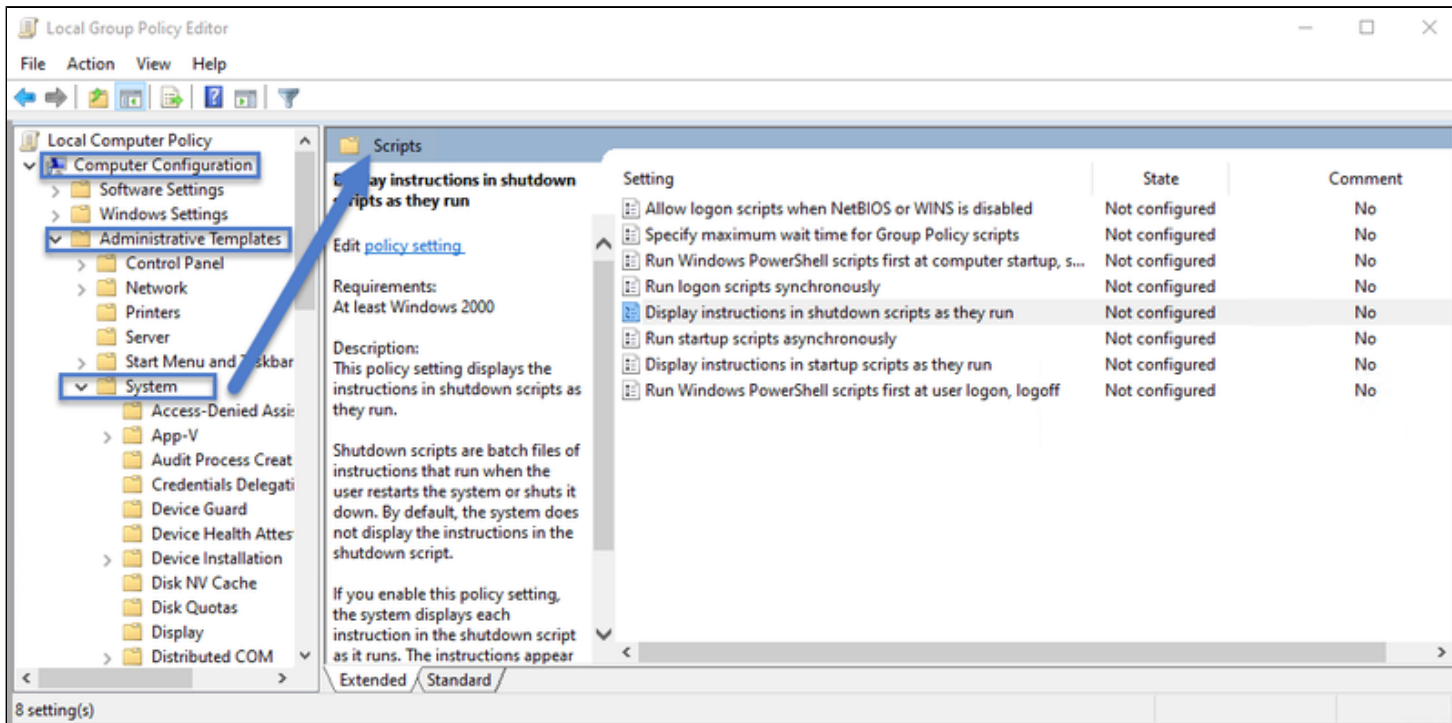 Local Group Policy Editor
File Action View Help
Local Computer Policy
Computer Configuration
Software Settings
Windows Settings
Administrative Templates
Control Panel
Network
Printers
Server
Start Menu and Taskbar
System
Access-Denied Assis
App-V
Audit Process Creat
Credentials Delegati
Device Guard
Device Health Attes
Device Installation
Disk NV Cache
Disk Quotas
Display
Distributed COM
Scripts
Display instructions in shutdown
scripts as they run
Edit policy setting
Requirements:
At least Windows 2000
Description:
This policy setting displays the
instructions in shutdown scripts as
they run.
Shutdown scripts are batch files of
instructions that run when the
user restarts the system or shuts it
down. By default, the system does
not display the instructions in the
shutdown script.
If you enable this policy setting,
the system displays each
instruction in the shutdown script
as it runs. The instructions appear
Setting State Comment
Allow logon scripts when NetBIOS or WINS is disabled Not configured No
Specify maximum wait time for Group Policy scripts Not configured No
Run Windows PowerShell scripts first at computer startup, s... Not configured No
Run logon scripts synchronously Not configured No
Display instructions in shutdown scripts as they run Not configured No
Run startup scripts asynchronously Not configured No
Display instructions in startup scripts as they run Not configured No
Run Windows PowerShell scripts first at user logon, logoff Not configured No
Extended Standard
8 setting(s)